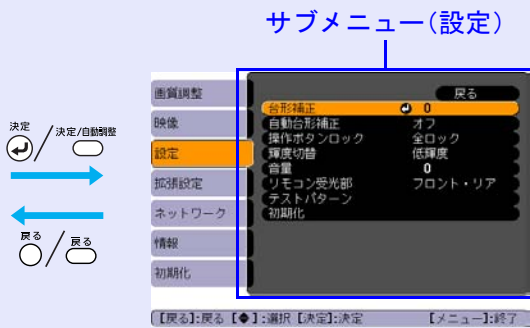 サブメニュー(設定)
画質調整
映像
設定
拡張設定
ネットワーク
情報
初期化
戻る
台形補正 0
自動台形補正 オフ
操作ボタンロック 全ロック
輝度切替 低輝度
音量 0
リモコン受光部 フロント・リア
テストパターン
初期化
決定
決定/自動調整
戻る
戻る
[戻る]:戻る [◆]:選択 [決定]:決定 [メニュー]:終了